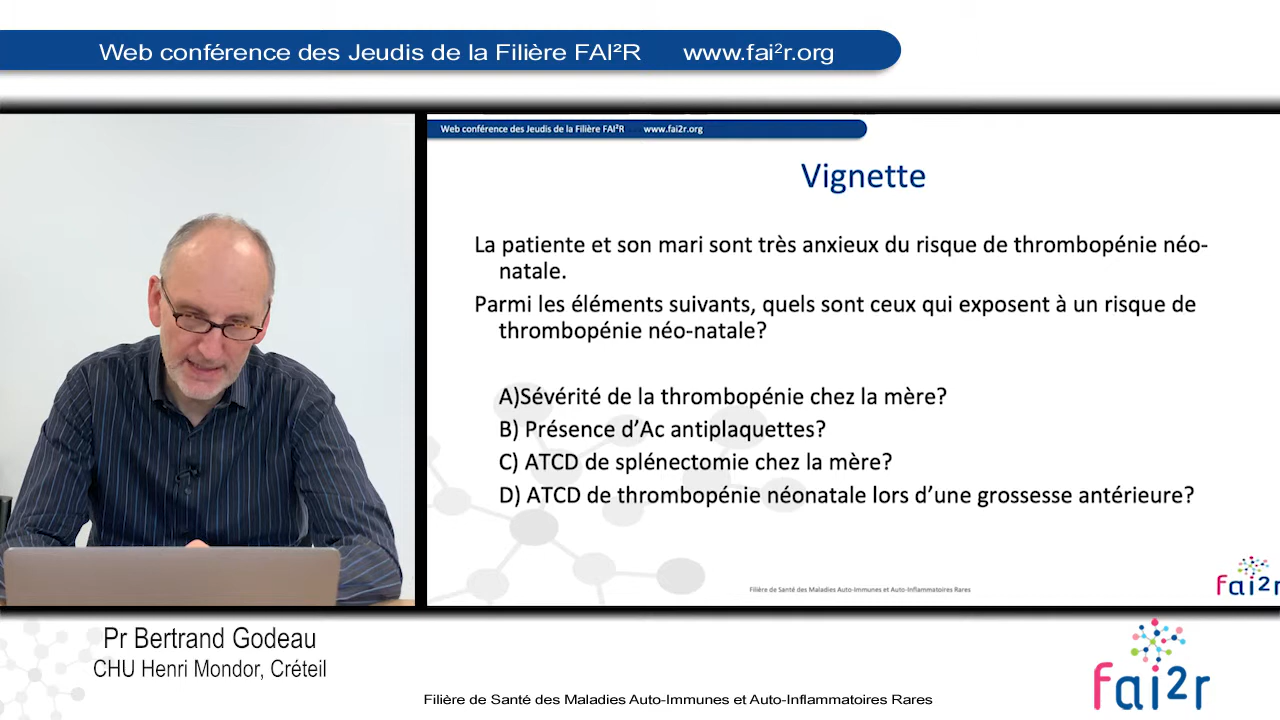 Web conférence des Jeudis de la Filière FAI²R www.fai²r.org
Web conférence des Jeudis de la Filière FAI²R www.fai2r.org
Vignette
La patiente et son mari sont très anxieux du risque de thrombopénie néo-
natale.
Parmi les éléments suivants, quels sont ceux qui exposent à un risque de
thrombopénie néo-natale?
A)Sévérité de la thrombopénie chez la mère?
B) Présence d’Ac antiplaquettes?
C) ATCD de splénectomie chez la mère?
D) ATCD de thrombopénie néonatale lors d’une grossesse antérieure?
Filière de Santé des Maladies Auto-Immunes et Auto-Inflammatoires Rares
fai2r
Pr Bertrand Godeau
CHU Henri Mondor, Créteil
fai2r
Filière de Santé des Maladies Auto-Immunes et Auto-Inflammatoires Rares